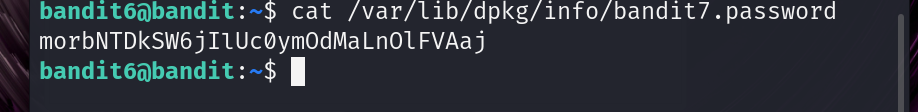 bandit6@bandit:~$ cat /var/lib/dpkg/info/bandit7.password
morbNTDkSW6jIlUc0ymOdMaLnOlFVAaj
bandit6@bandit:~$